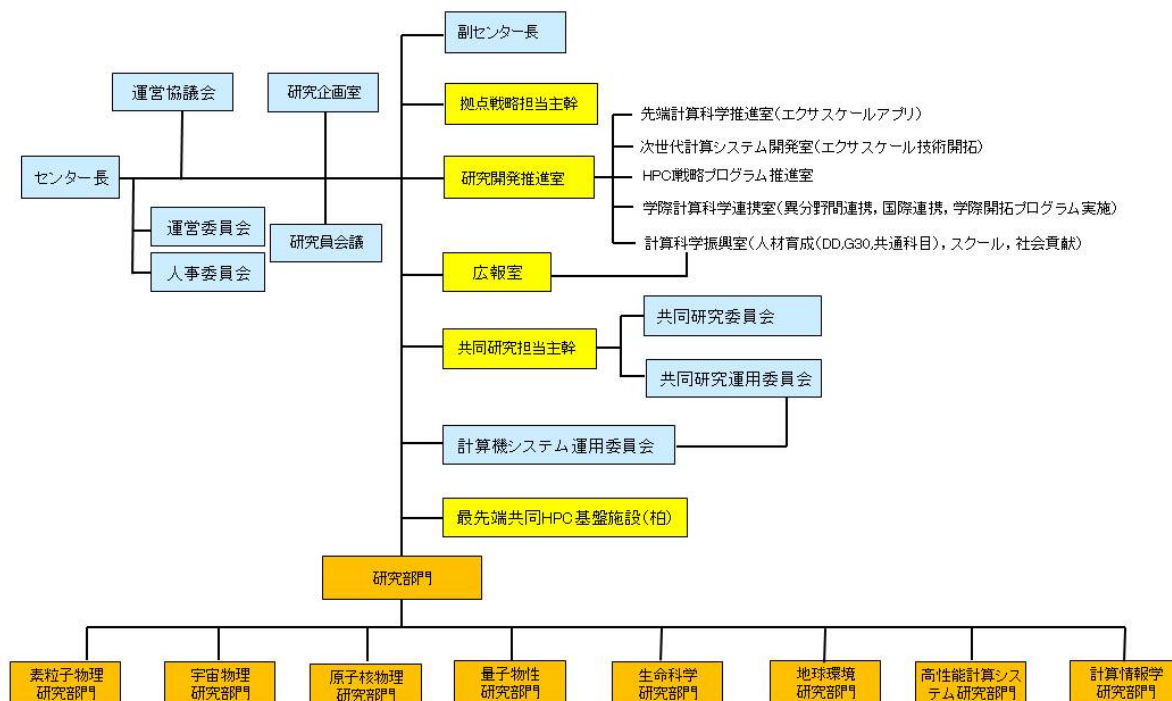 副センター長
運営協議会
研究企画室
拠点戦略担当主幹
先端計算科学推進室(エクサスケールアプリ)
次世代計算システム開発室(エクサスケール技術開拓)
センター長
研究開発推進室
HPC戦略プログラム推進室
運営委員会
研究員会議
学際計算科学連携室(異分野間連携, 国際連携, 学際開拓プログラム実施)
計算科学振興室(人材育成(DD,G30,共通科目), スクール, 社会貢献)
人事委員会
広報室
共同研究委員会
共同研究担当主幹
共同研究運用委員会
計算機システム運用委員会
最先端共同HPC基盤施設(柏)
研究部門
素粒子物理
研究部門
宇宙物理
研究部門
原子核物理
研究部門
量子物性
研究部門
生命科学
研究部門
地球環境
研究部門
高性能計算シス
テム研究部門
計算情報学
研究部門